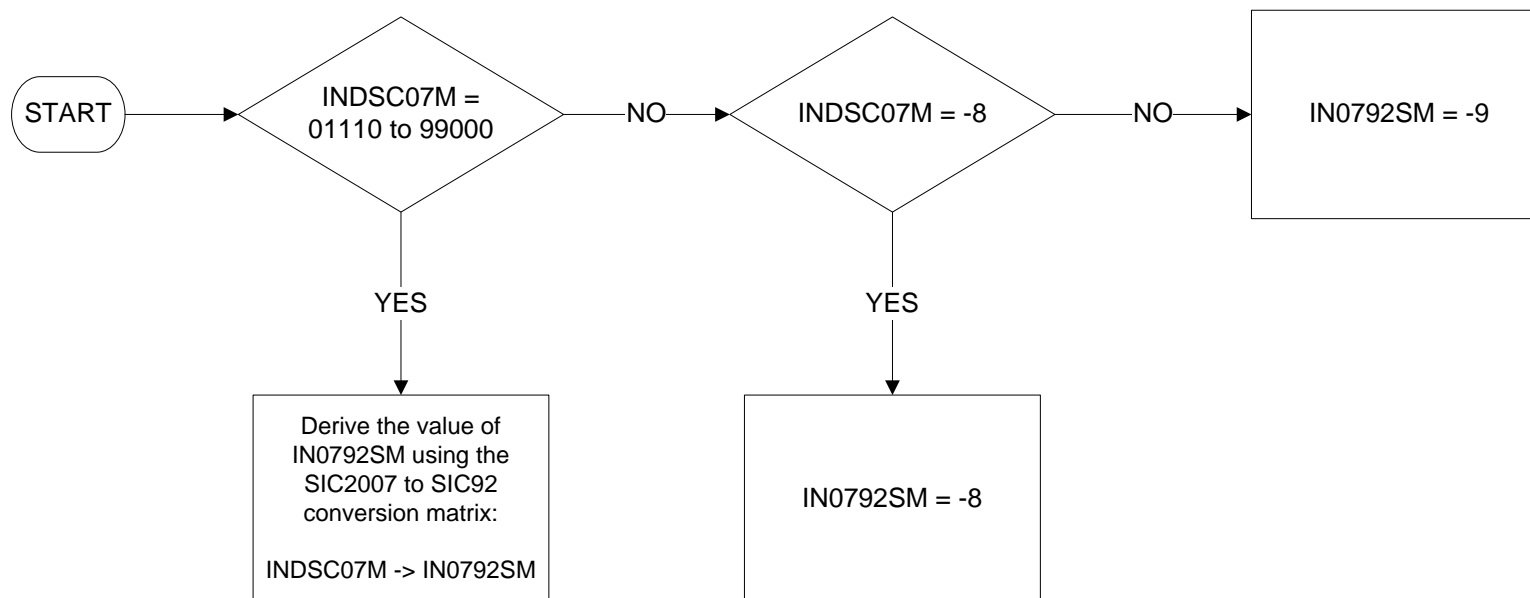 START
INDSC07M =
01110 to 99000
NO
INDSC07M = -8
NO
IN0792SM = -9
YES
YES
Derive the value of
IN0792SM using the
SIC2007 to SIC92
conversion matrix:
INDSC07M -> IN0792SM
IN0792SM = -8